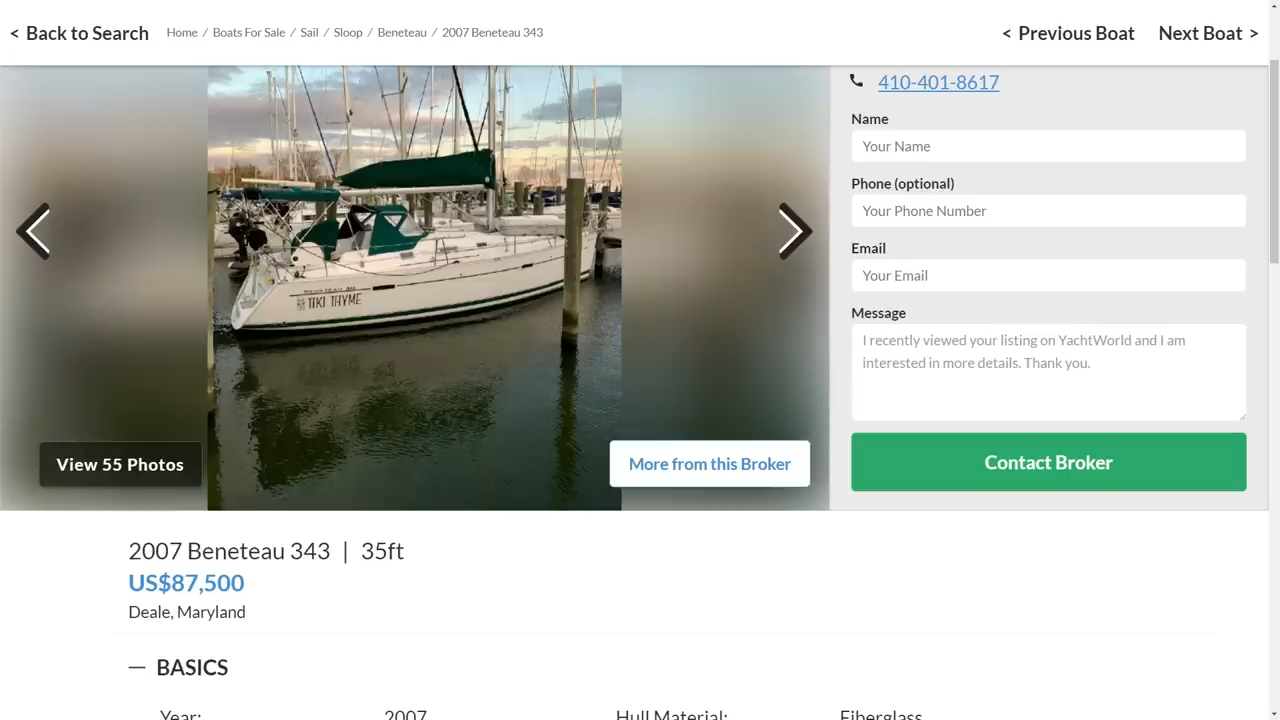 < Back to Search
Home / Boats For Sale / Sail / Sloop / Beneteau / 2007 Beneteau 343
< Previous Boat
Next Boat >
410-401-8617
Name
Your Name
Phone (optional)
Your Phone Number
Email
Your Email
Message
I recently viewed your listing on YachtWorld and I am
interested in more details. Thank you.
Contact Broker
TIKI THYME
View 55 Photos
More from this Broker
2007 Beneteau 343 | 35ft
US$87,500
Deale, Maryland
— BASICS
Year: 2007 Hull Material: Fiberglass